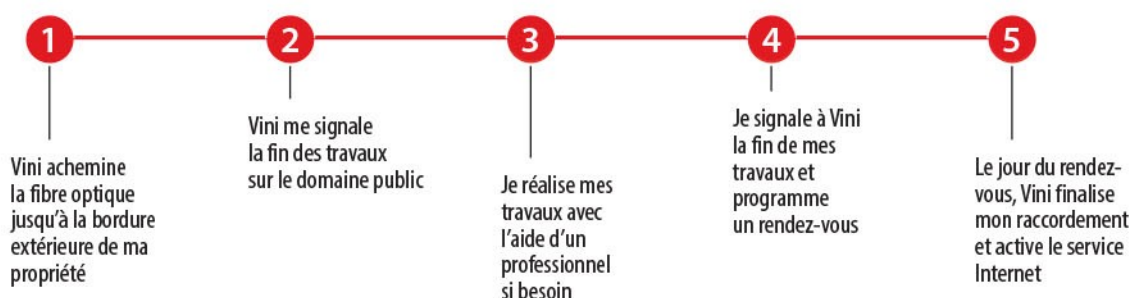 1
2
3
4
5
Vini achemine
la fibre optique
jusqu’à la bordure
extérieure de ma
propriété
Vini me signale
la fin des travaux
sur le domaine public
Je réalise mes
travaux avec
l’aide d’un
professionnel
si besoin
Je signale à Vini
la fin de mes
travaux et
programme
un rendez-vous
Le jour du rendez-
vous, Vini finalise
mon raccordement
et active le service
Internet